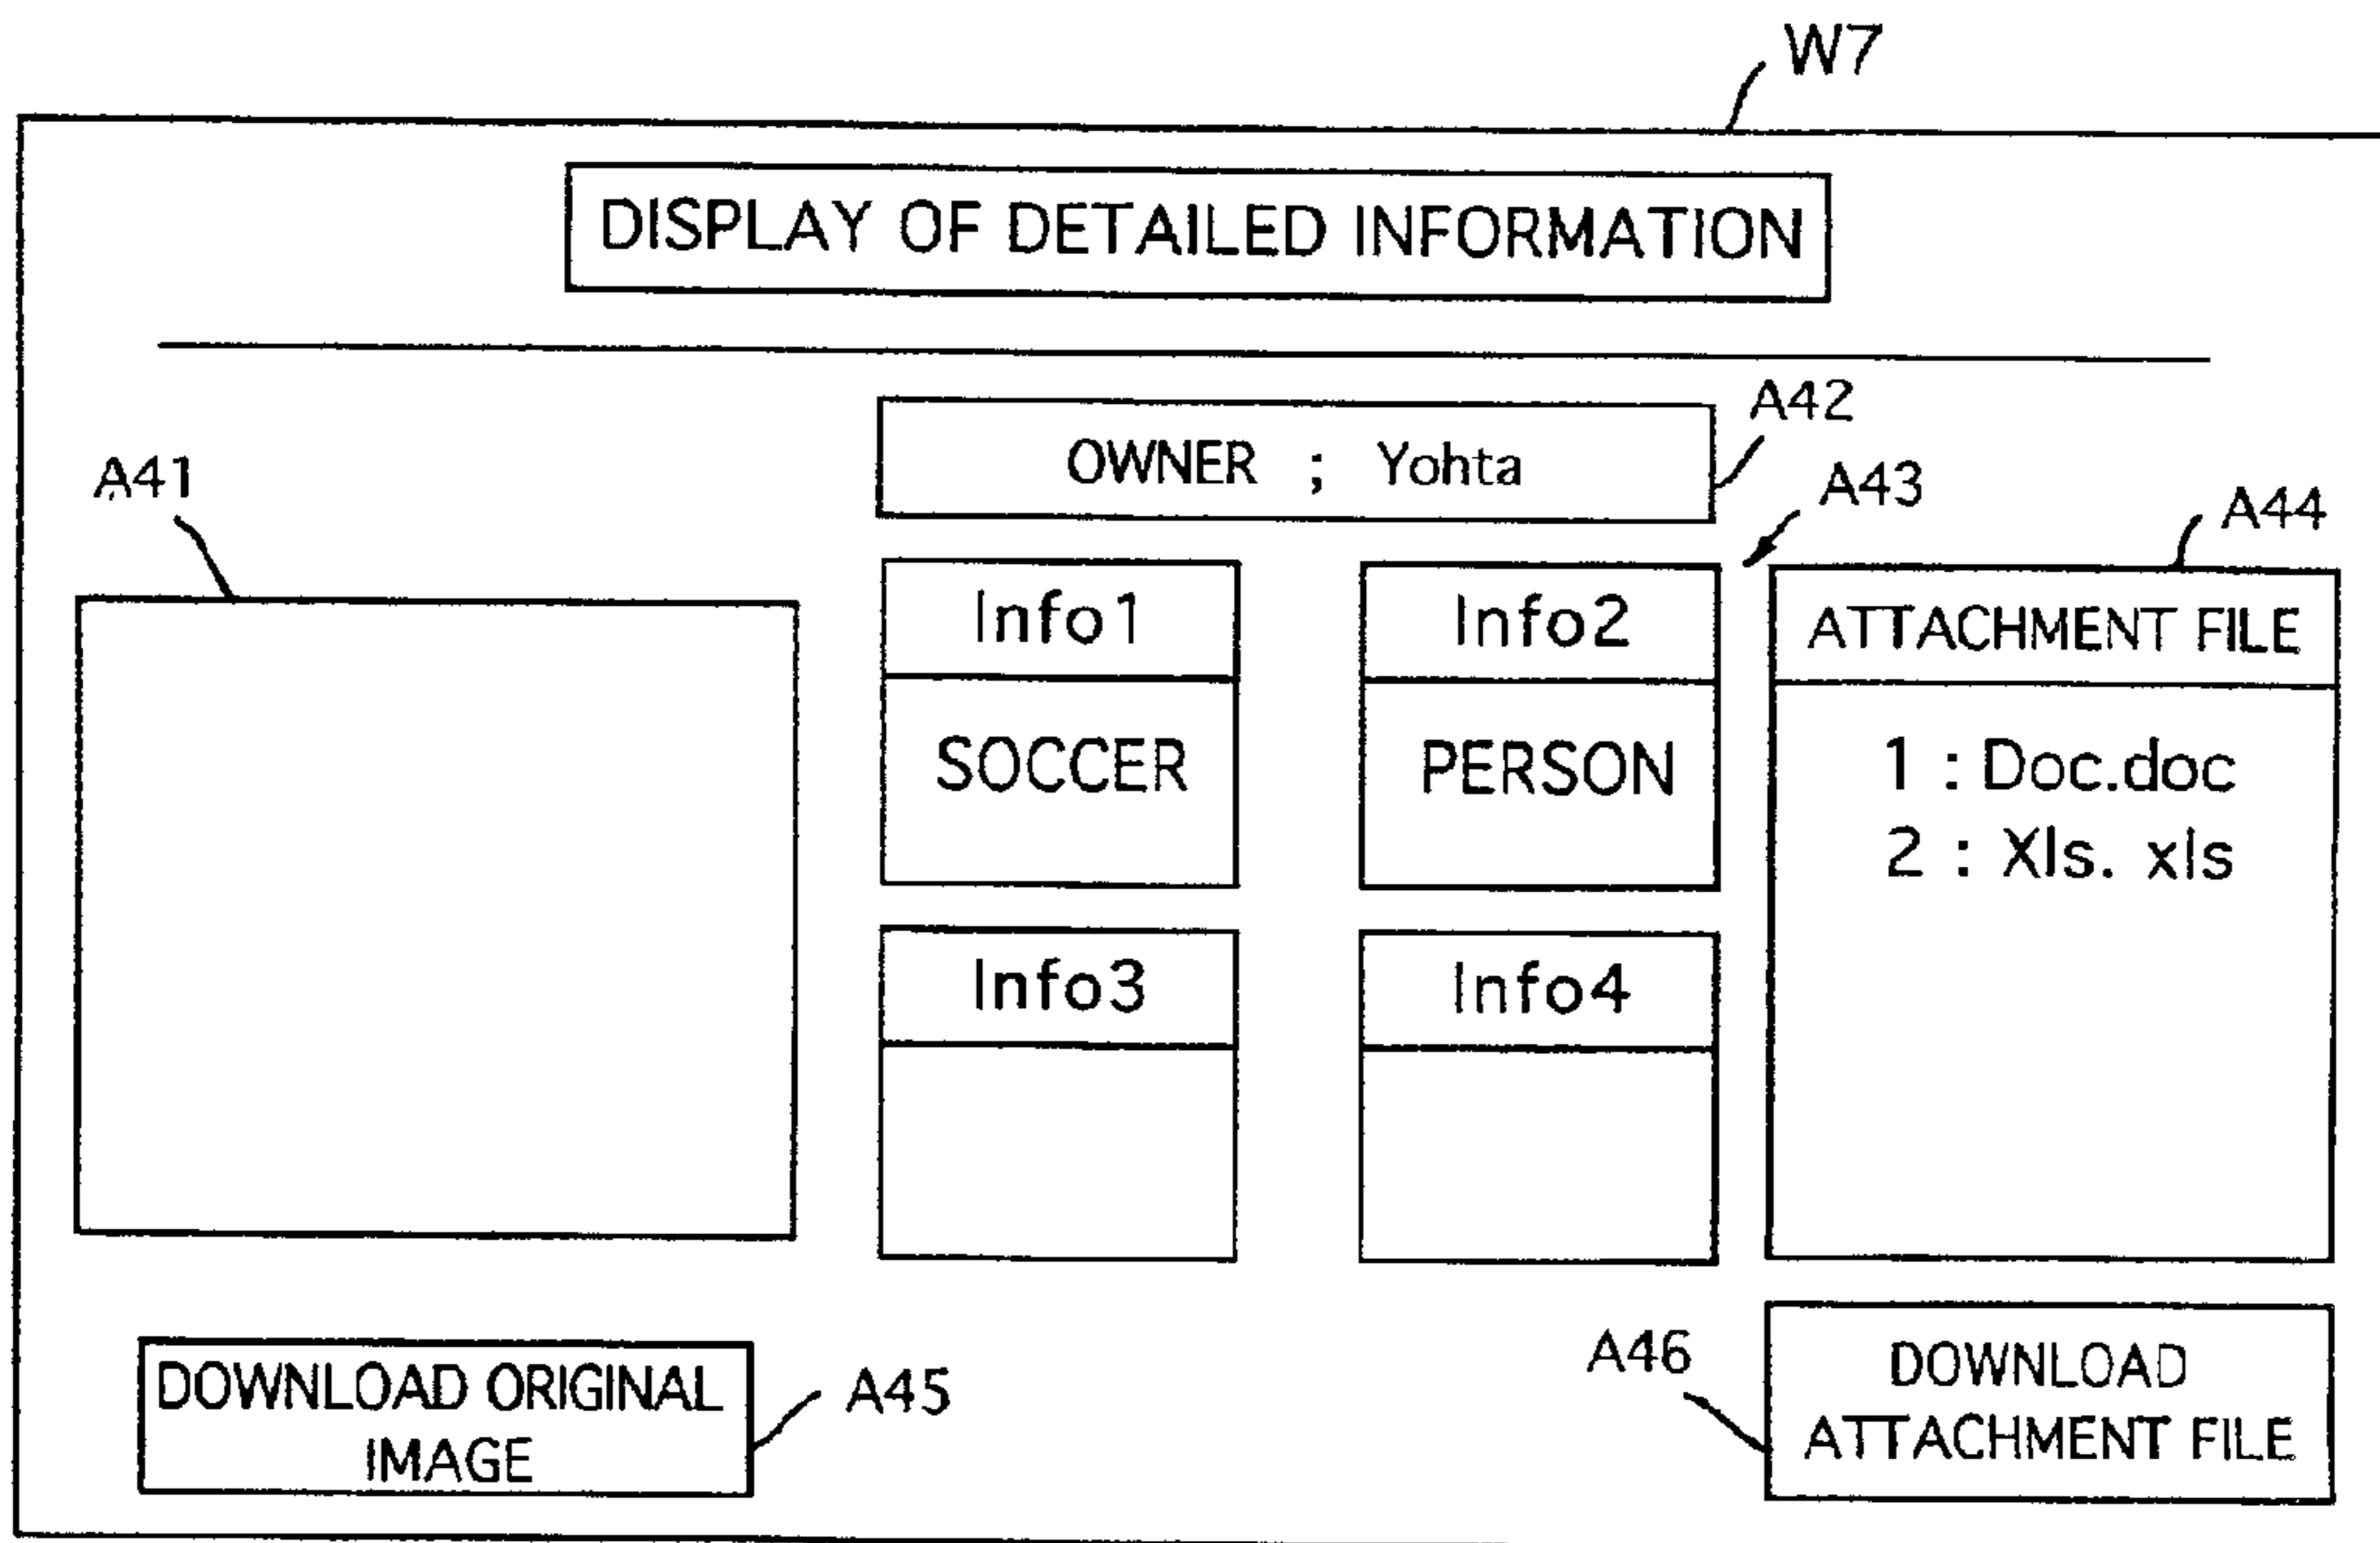 W7
DISPLAY OF DETAILED INFORMATION
OWNER ; Yohta
A42
A41
A43
A44
Info1
Info2
ATTACHMENT FILE
SOCCER
PERSON
1 : Doc.doc
2 : Xls. xls
Info3
Info4
DOWNLOAD ORIGINAL
IMAGE
A45
A46
DOWNLOAD
ATTACHMENT FILE